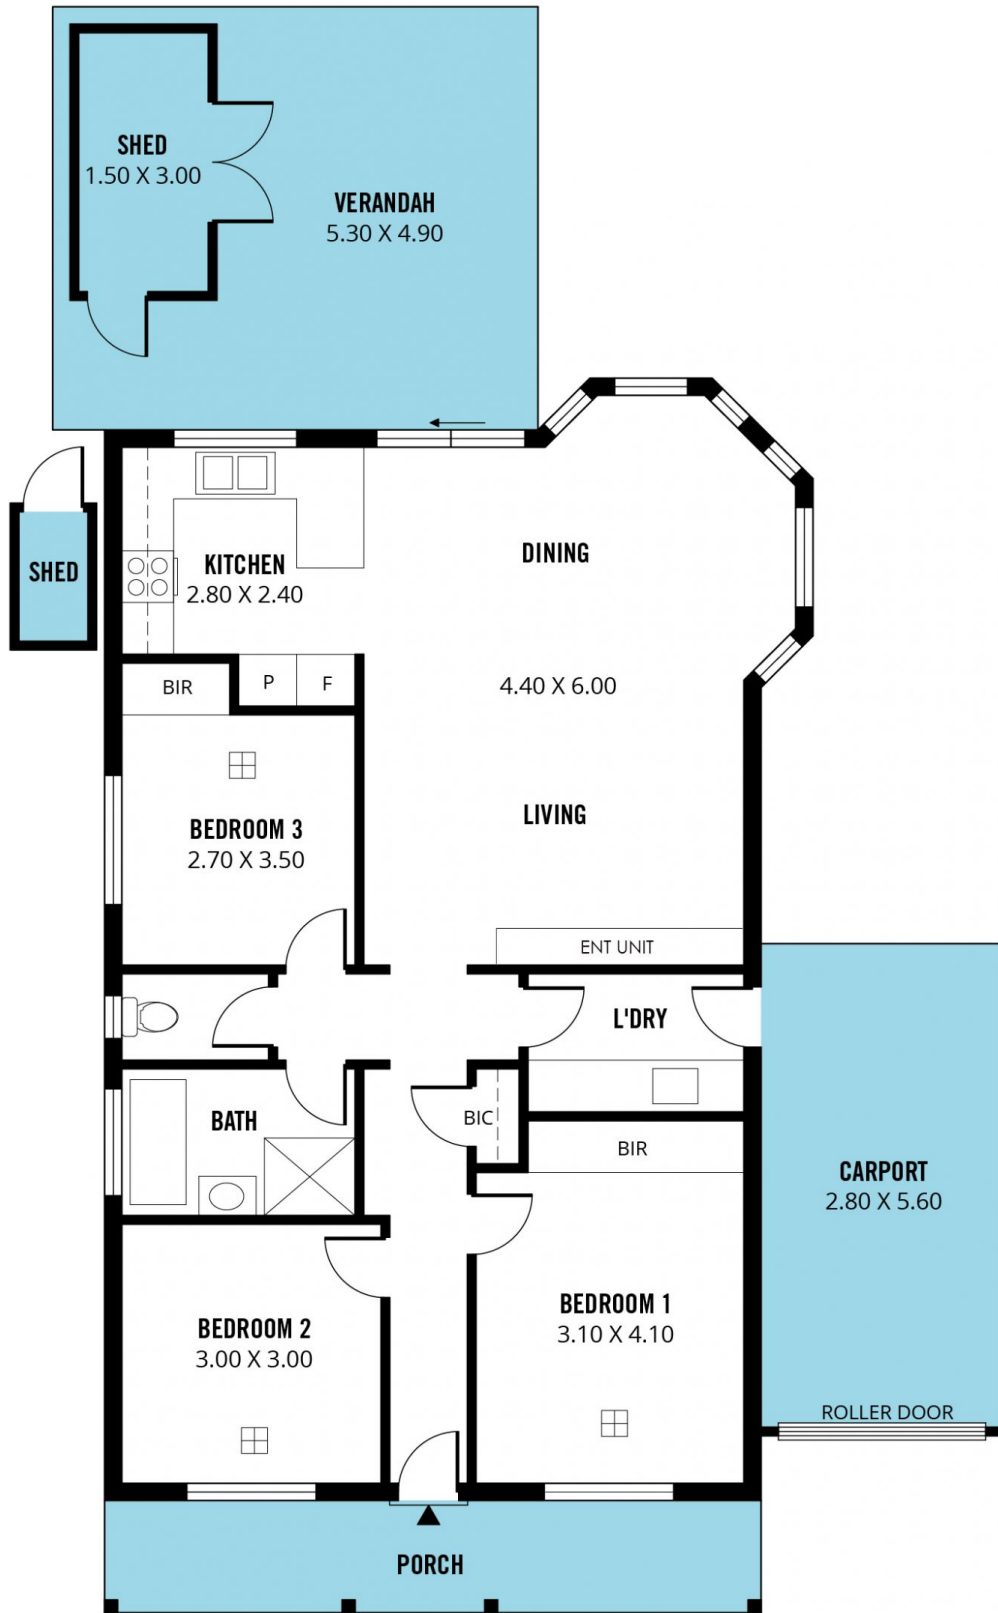 SHED
1.50 X 3.00
VERANDAH
5.30 X 4.90
SHED
KITCHEN
2.80 X 2.40
DINING
BIR
P
F
4.40 X 6.00
BEDROOM 3
2.70 X 3.50
LIVING
ENT UNIT
L'DRY
BATH
BIC
BIR
CARPORT
2.80 X 5.60
BEDROOM 2
3.00 X 3.00
BEDROOM 1
3.10 X 4.10
ROLLER DOOR
PORCH